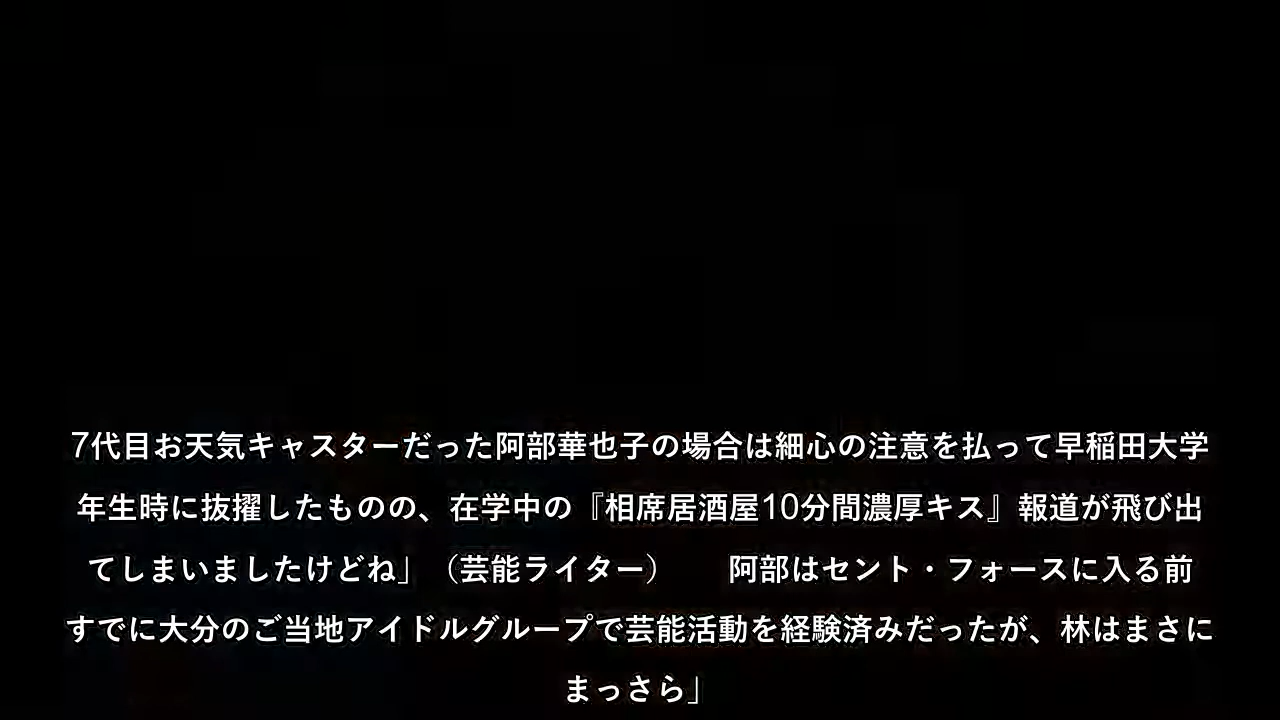 7代目お天気キャスターだった阿部華也子の場合は細心の注意を払って早稲田大学
年生時に抜擢したものの、在学中の『相席居酒屋10分間濃厚キス』報道が飛び出
てしまいましたけどね」（芸能ライター）　　阿部はセント・フォースに入る前
すでに大分のご当地アイドルグループで芸能活動を経験済みだったが、林はまさに
まっさら」